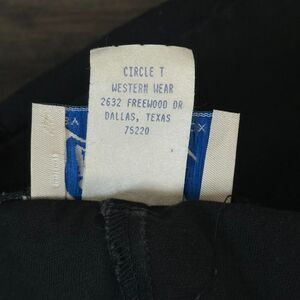 CIRCLE T
WESTERN WEAR
2632 FREEWOOD DR
DALLAS, TEXAS
75220